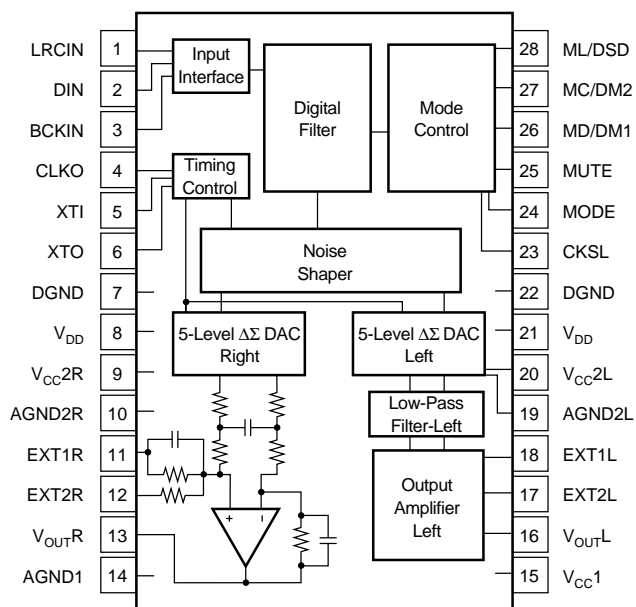 LRCIN 1
DIN 2
BCKIN 3
CLKO 4
XTI 5
XTO 6
DGND 7
VDD 8
VCC2R 9
AGND2R 10
EXT1R 11
EXT2R 12
VOUTR 13
AGND1 14
Input
Interface
Timing
Control
Digital
Filter
Mode
Control
Noise
Shaper
5-Level ΔΣ DAC
Right
5-Level ΔΣ DAC
Left
Low-Pass
Filter-Left
Output
Amplifier
Left
+ –
28 ML/DSD
27 MC/DM2
26 MD/DM1
25 MUTE
24 MODE
23 CKSL
22 DGND
21 VDD
20 VCC2L
19 AGND2L
18 EXT1L
17 EXT2L
16 VOUTL
15 VCC1